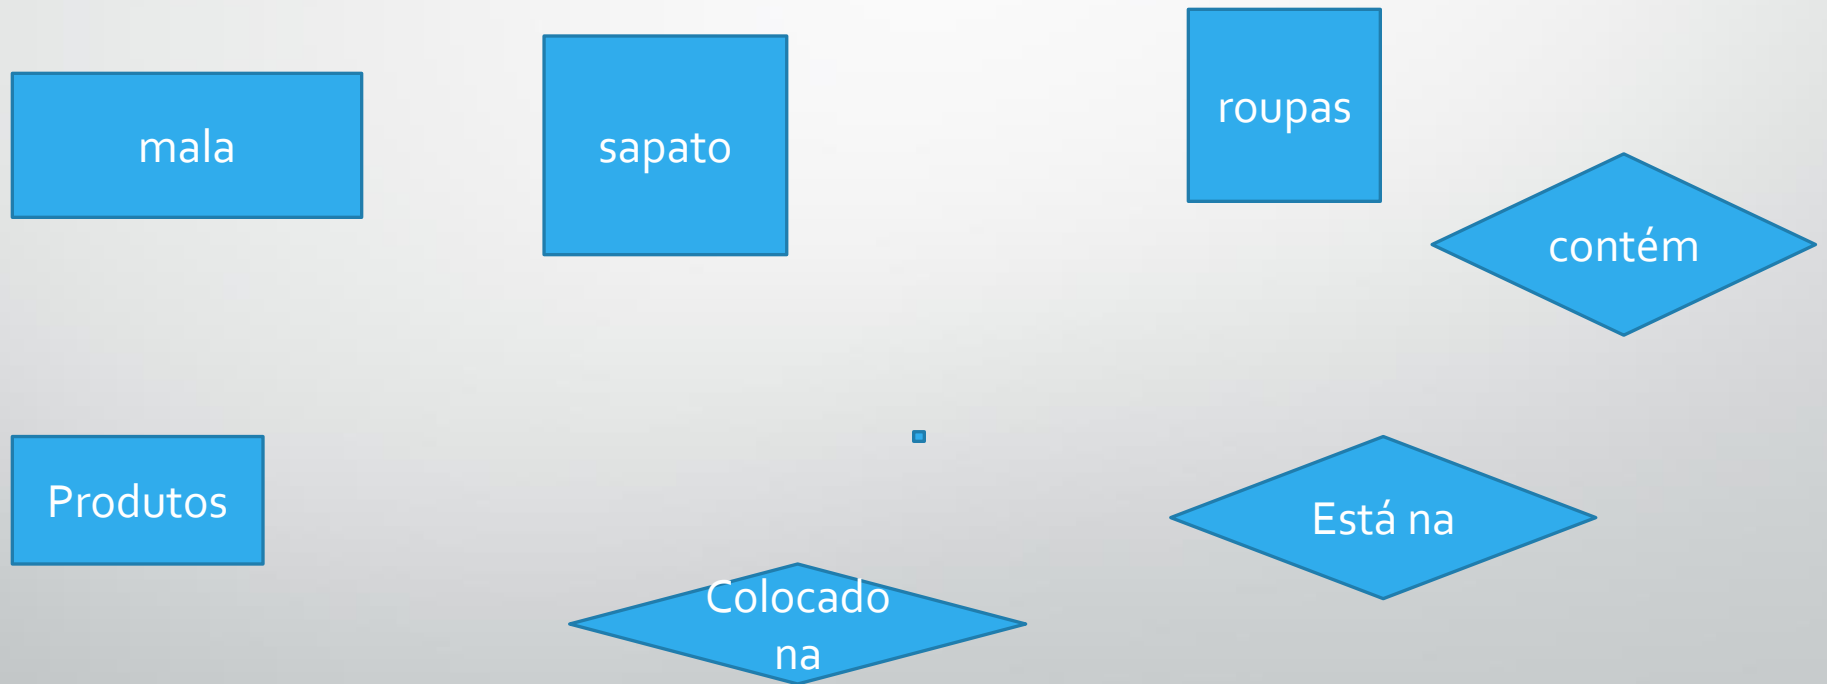 mala
sapato
roupas
contém
Produtos
Está na
Colocado
na